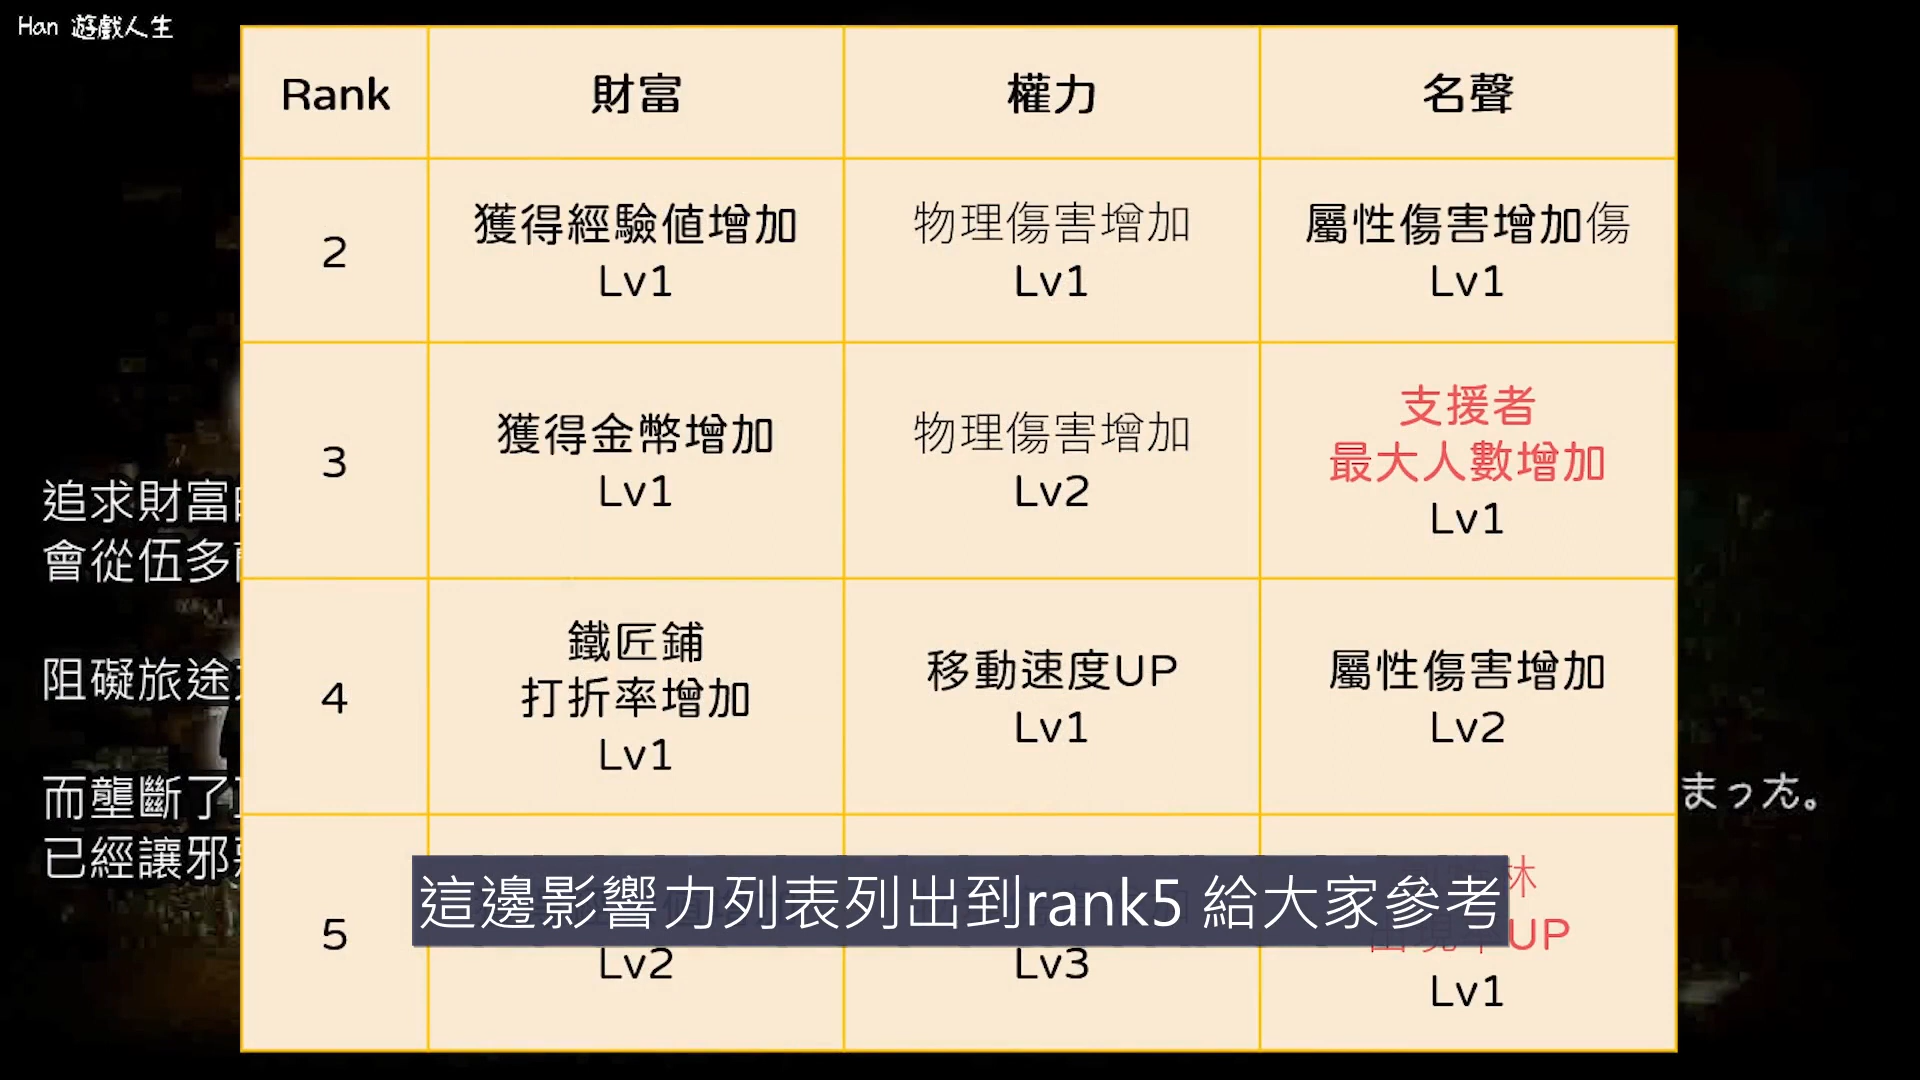 Han 遊戲人生
Rank 財富 權力 名聲
2
獲得經驗值增加
Lv1
物理傷害增加
Lv1
屬性傷害增加傷
Lv1
3
獲得金幣增加
Lv1
物理傷害增加
Lv2
支援者
最大人數增加
Lv1
4
鐵匠鋪
打折率增加
Lv1
移動速度UP
Lv1
屬性傷害增加
Lv2
5
Lv2
Lv3
林
UP
Lv1
追求財富
會從伍多
阻礙旅途
而壟斷了
已經讓邪
まった。
這邊影響力列表列出到rank5 給大家參考